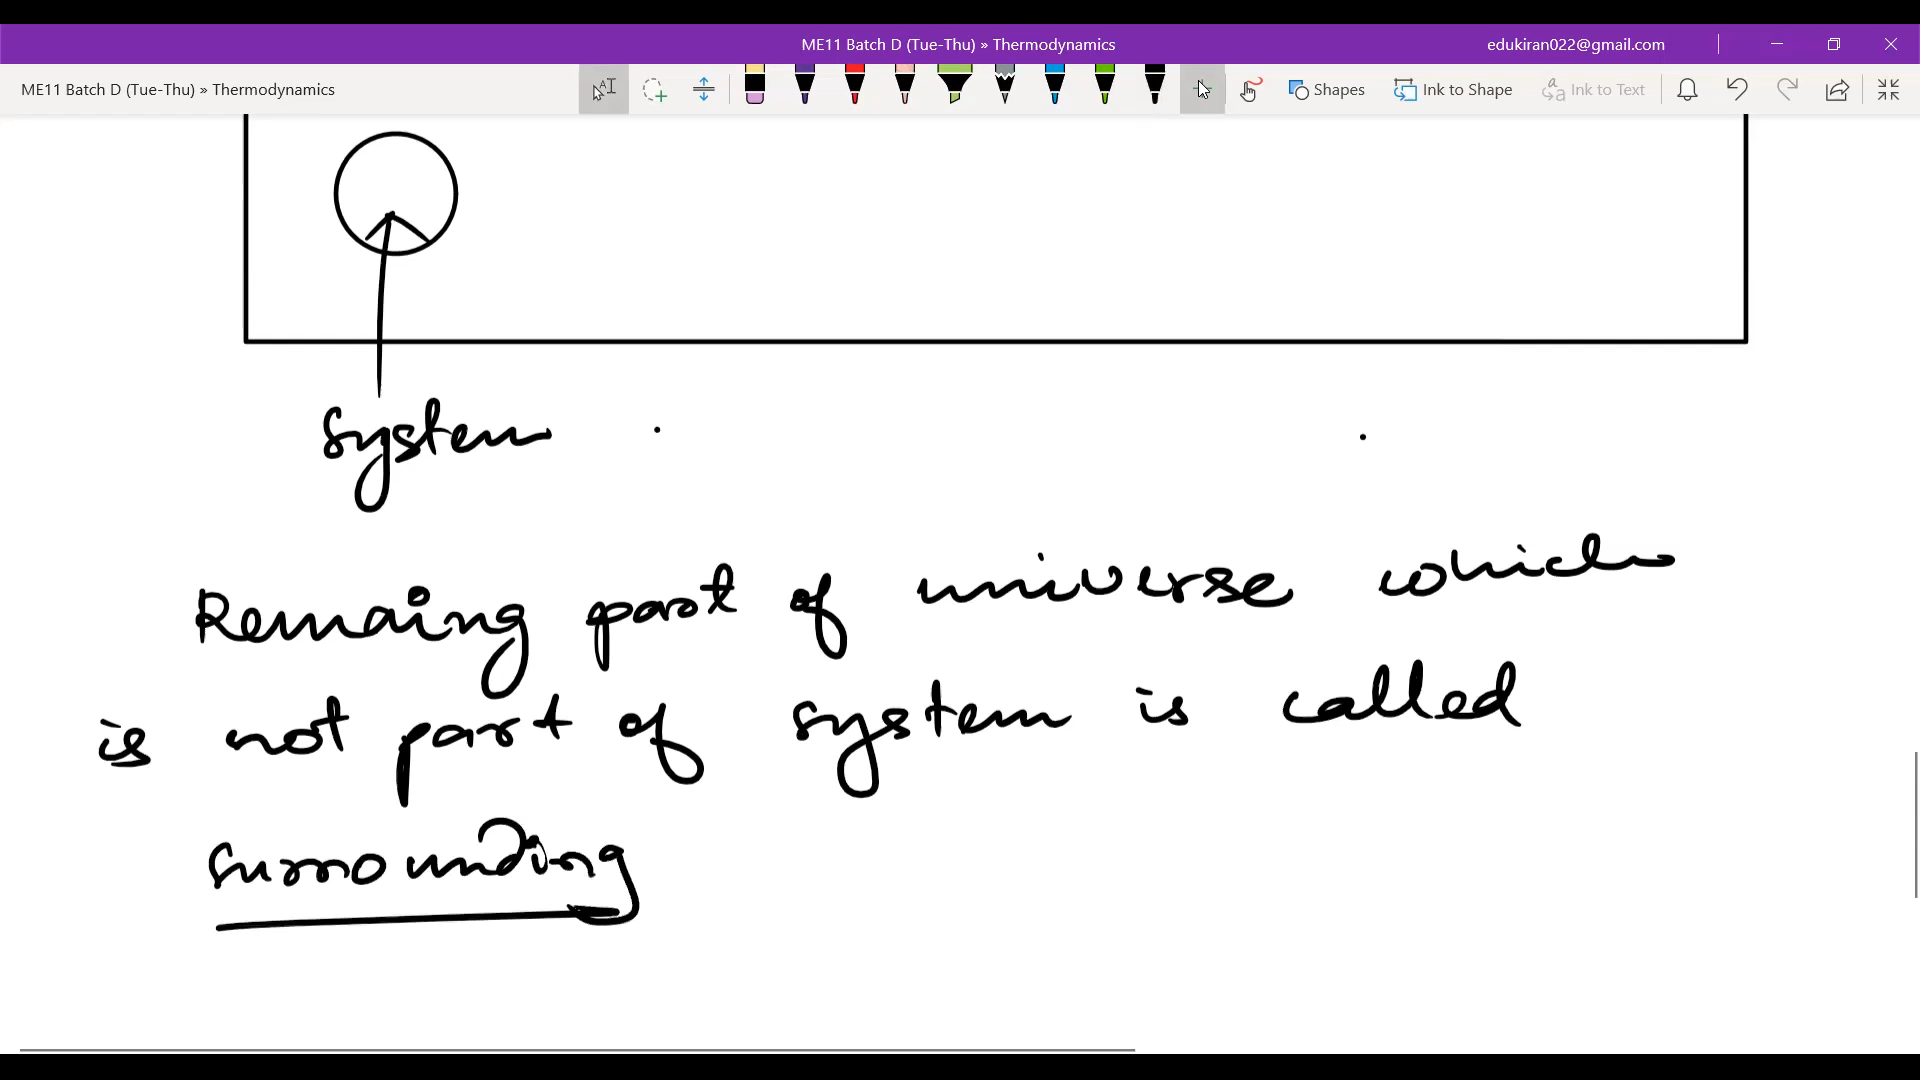 ME11 Batch D (Tue-Thu) » Thermodynamics
edukiran022@gmail.com
ME11 Batch D (Tue-Thu) » Thermodynamics
Shapes
Ink to Shape
Ink to Text
System
Remaing part of universe which
is not part of system is called
surrounding